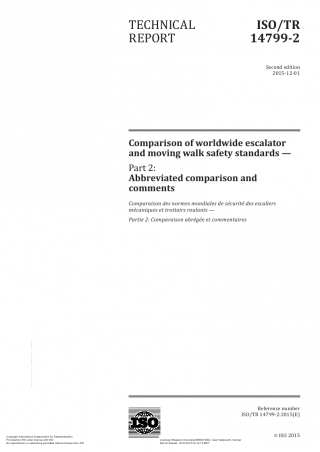 TECHNICAL
REPORT
ISO/TR
14799-2
Second edition
2015-12-01
Comparison of worldwide escalator
and moving walk safety standards —
Part 2:
Abbreviated comparison and
comments
Comparaison des normes mondiales de sécurité des escaliers
mécaniques et trottoirs roulants —
Partie 2: Comparaison abrégée et commentaires
ISO
Reference number
ISO/TR 14799-2:2015(E)
© ISO 2015